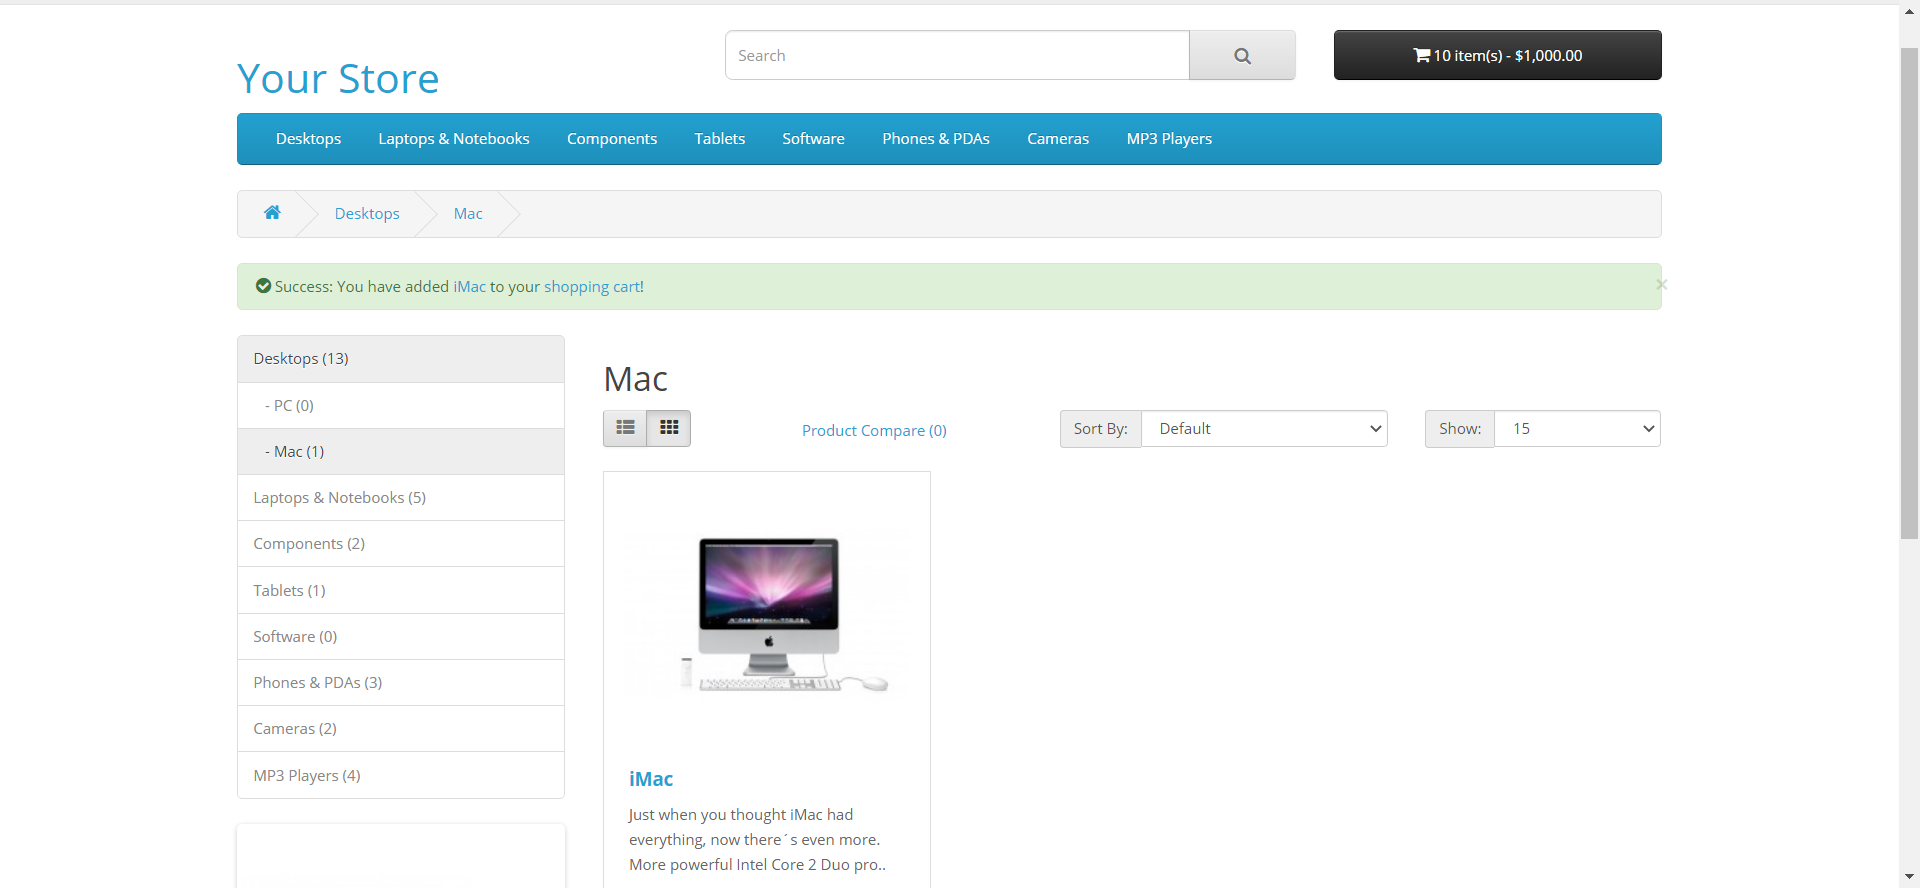 Your Store
Search
10 item(s) - $1,000.00
Desktops
Laptops & Notebooks
Components
Tablets
Software
Phones & PDAs
Cameras
MP3 Players
Desktops
Mac
Success: You have added iMac to your shopping cart!
×
Desktops (13)
- PC (0)
- Mac (1)
Laptops & Notebooks (5)
Components (2)
Tablets (1)
Software (0)
Phones & PDAs (3)
Cameras (2)
MP3 Players (4)
Mac
Product Compare (0)
Sort By:
Default
Show:
15
iMac
Just when you thought iMac had
everything, now there´s even more.
More powerful Intel Core 2 Duo pro..